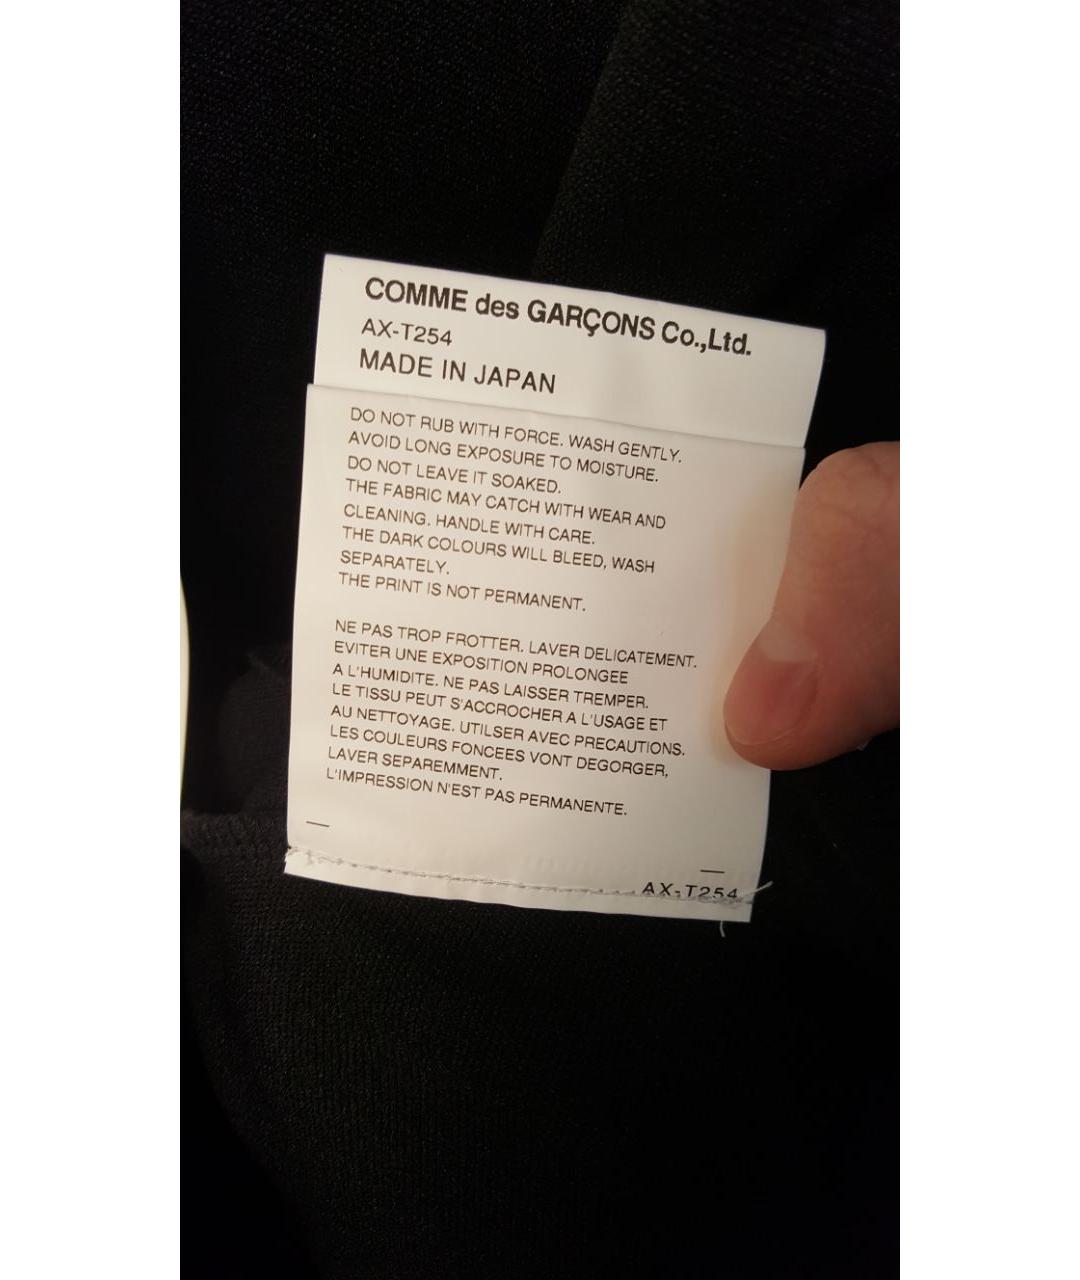 COMME des GARÇONS Co.,Ltd.
AX-T254
MADE IN JAPAN
DO NOT RUB WITH FORCE. WASH GENTLY.
AVOID LONG EXPOSURE TO MOISTURE.
DO NOT LEAVE IT SOAKED.
THE FABRIC MAY CATCH WITH WEAR AND
CLEANING. HANDLE WITH CARE.
THE DARK COLOURS WILL BLEED, WASH
SEPARATELY.
THE PRINT IS NOT PERMANENT.
NE PAS TROP FROTTER. LAVER DELICATEMENT.
EVITER UNE EXPOSITION PROLONGEE
A L'HUMIDITE. NE PAS LAISSER TREMPER.
LE TISSU PEUT S'ACCROCHER A L'USAGE ET
AU NETTOYAGE. UTILSER AVEC PRECAUTIONS.
LES COULEURS FONCEES VONT DEGORGER,
LAVER SEPAREMMENT.
L'IMPRESSION N'EST PAS PERMANENTE.
AX-T254